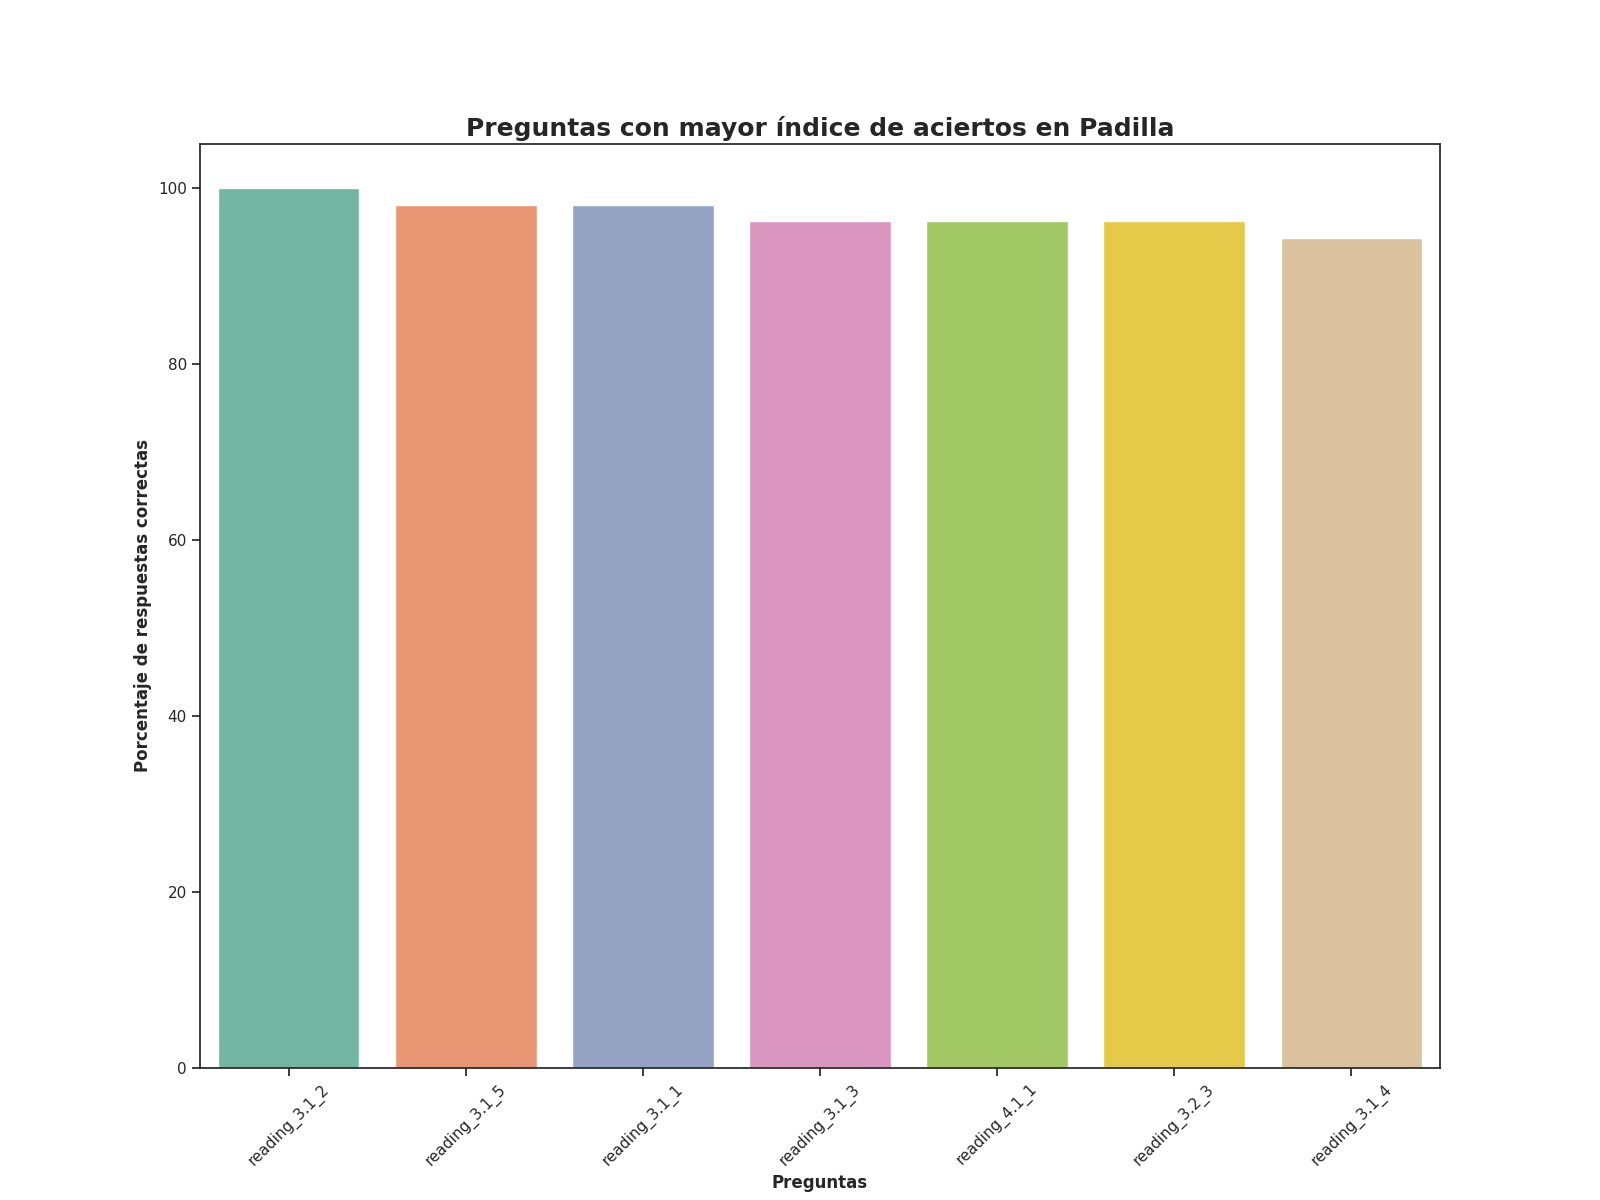 Preguntas con mayor índice de aciertos en Padilla
Porcentaje de respuestas correctas
100
80
60
40
20
0
reading_3.1_2
reading_3.1_5
reading_3.1_1
reading_3.1_3
reading_4.1_1
reading_3.2_3
reading_3.1_4
Preguntas